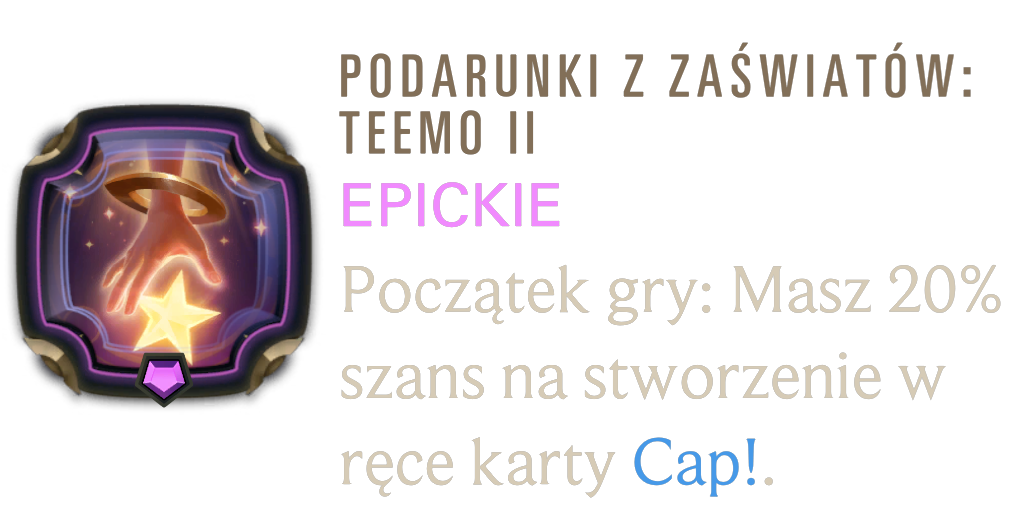 PODARUNKI Z ZAŚWIATÓW:
TEEMO II
EPICKIE
Początek gry: Masz 20%
szans na stworzenie w
ręce karty Cap!.